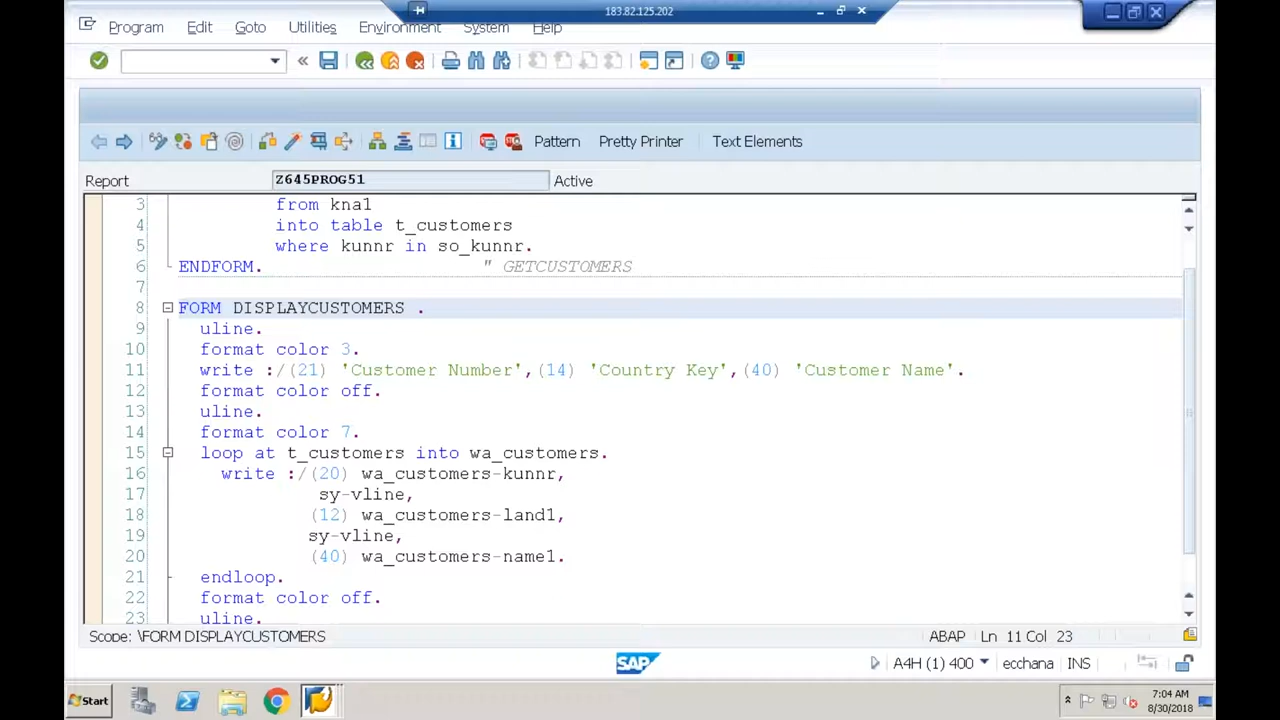 183.82.125.202
Program Edit Goto Utilities Environment System Help
Pattern Pretty Printer Text Elements
Report Z645PROG51 Active
3 from kna1
4 into table t_customers
5 where kunnr in so_kunnr.
6 ENDFORM. " GETCUSTOMERS
7
8 FORM DISPLAYCUSTOMERS .
9 uline.
10 format color 3.
11 write :/(21) 'Customer Number',(14) 'Country Key',(40) 'Customer Name'.
12 format color off.
13 uline.
14 format color 7.
15 loop at t_customers into wa_customers.
16 write :/(20) wa_customers-kunnr,
17 sy-vline,
18 (12) wa_customers-land1,
19 sy-vline,
20 (40) wa_customers-name1.
21 endloop.
22 format color off.
23 uline.
Scope: \FORM DISPLAYCUSTOMERS ABAP Ln 11 Col 23
SAP A4H (1) 400 ecchana INS
Start 7:04 AM
8/30/2018